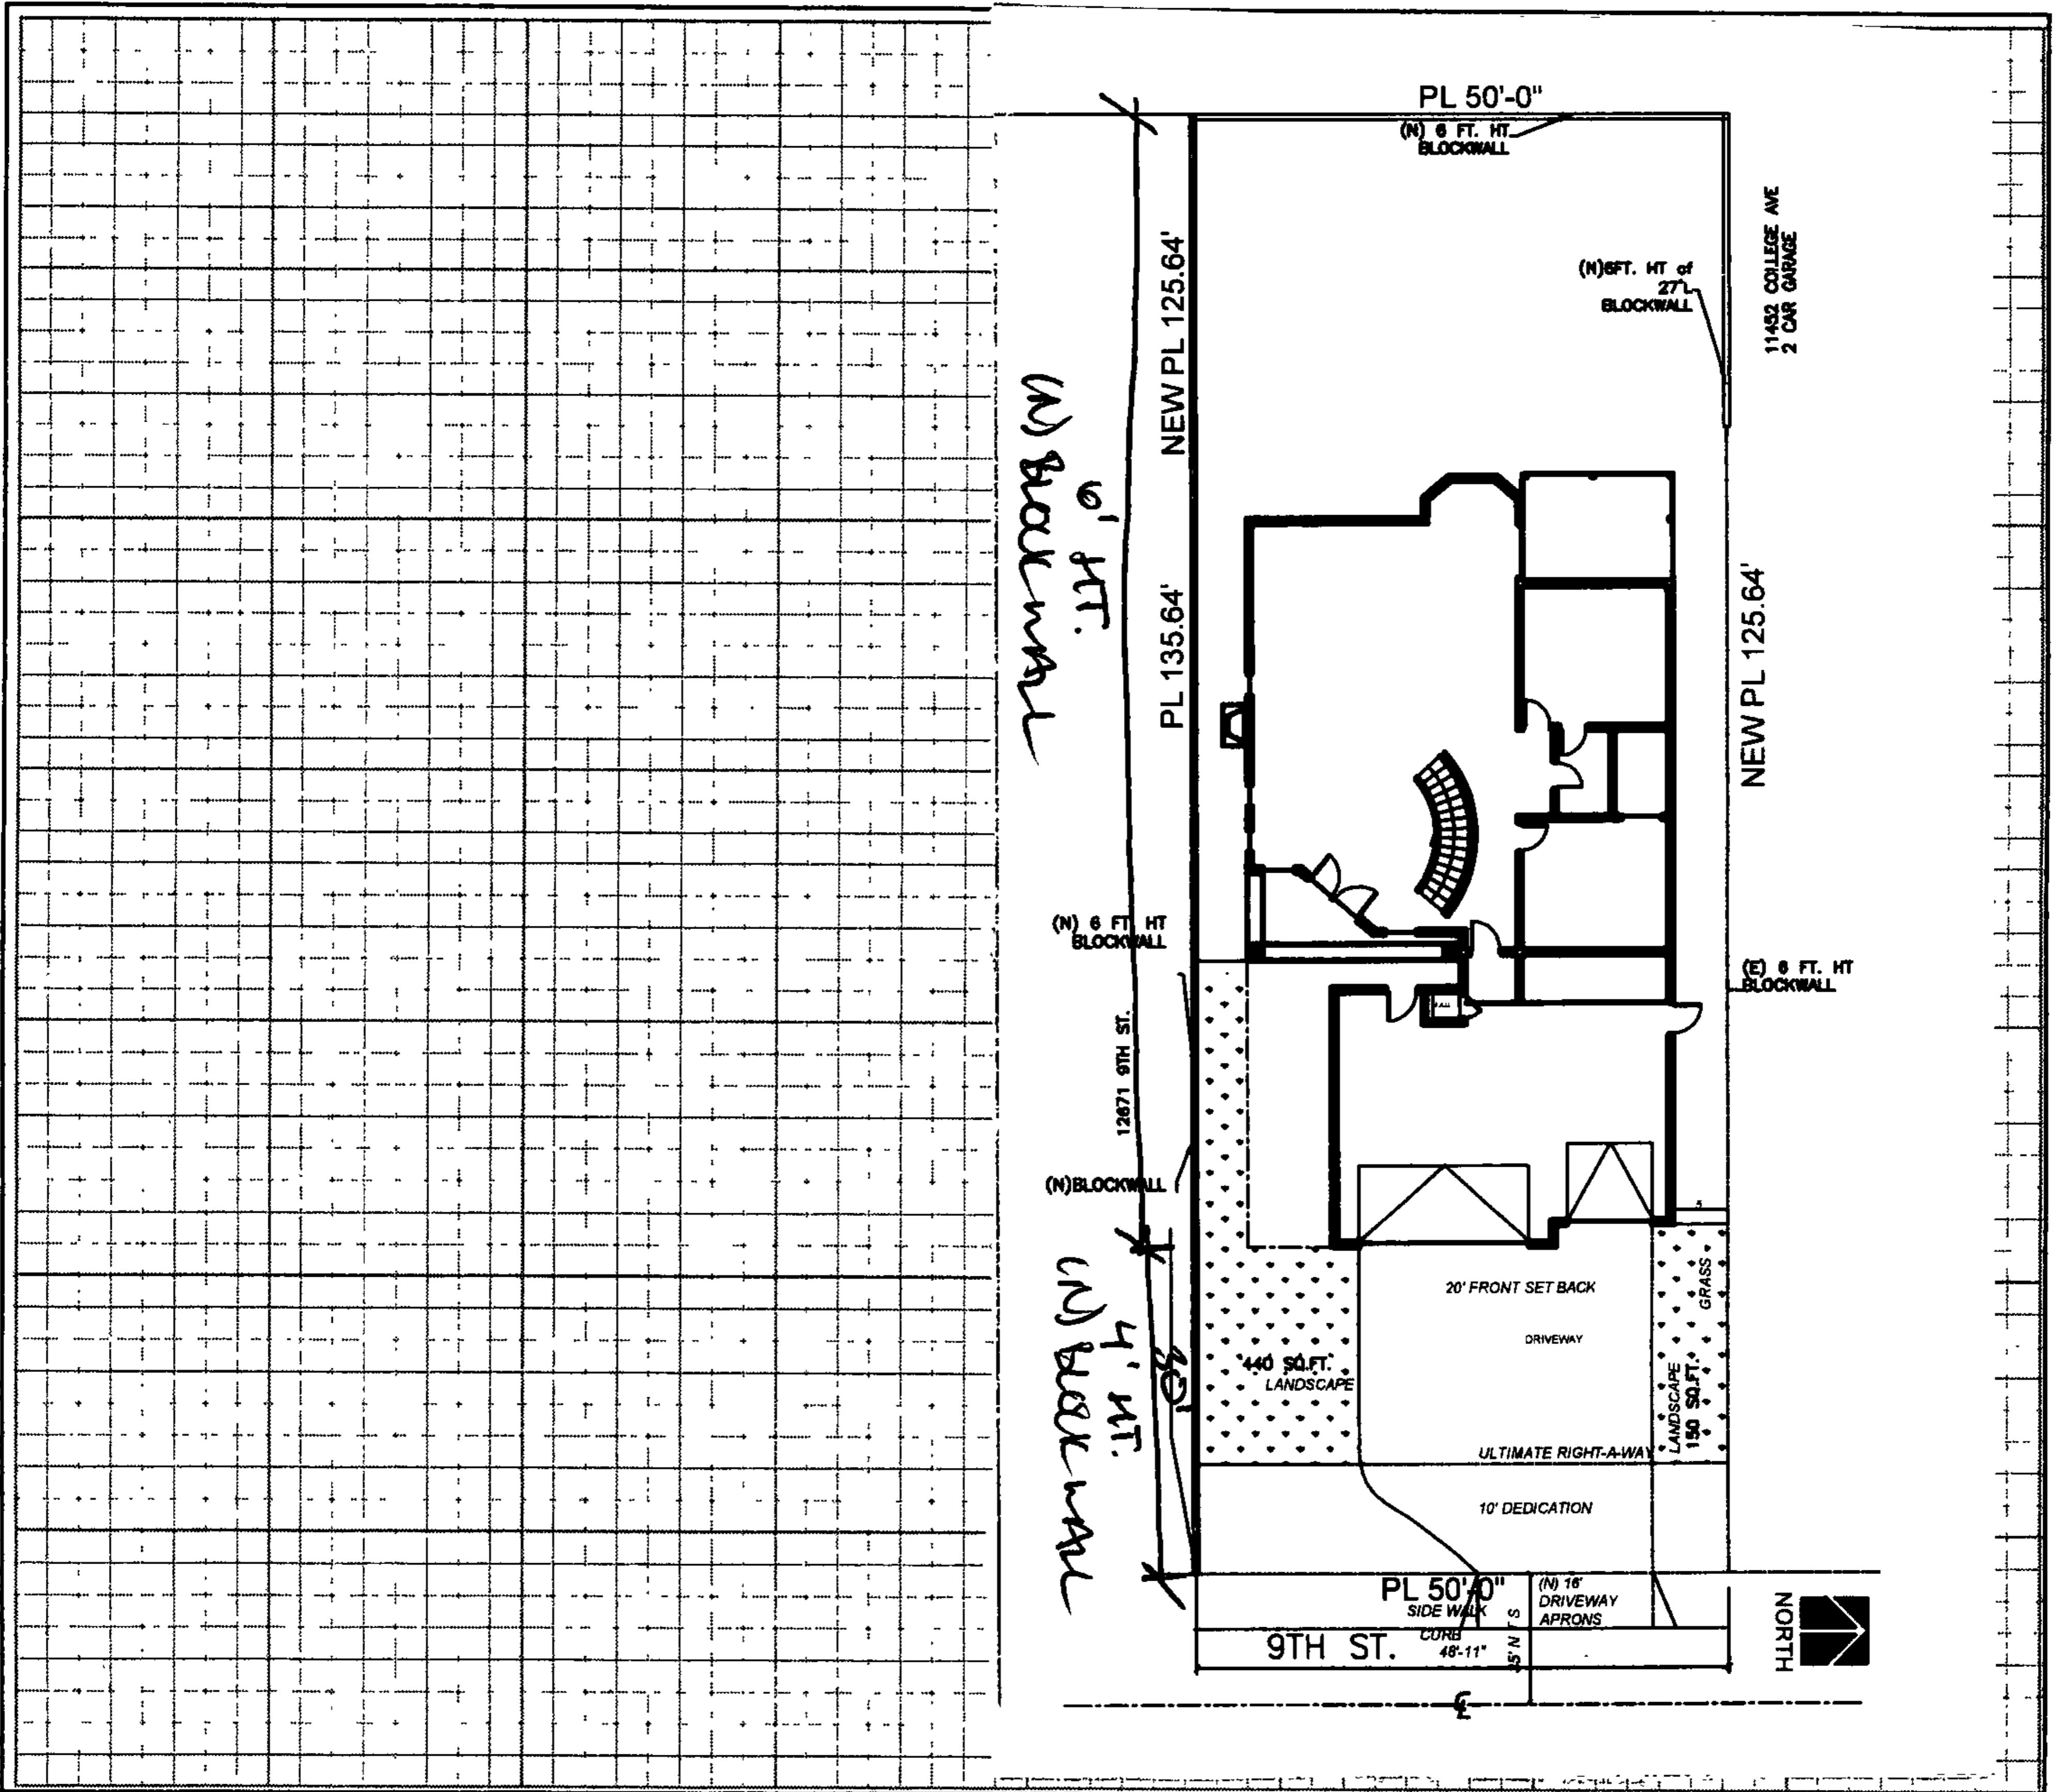 PL 50'-0"
(N) 6 FT. HT
BLOCKWALL
11452 COLLEGE AVE
2 CAR GARAGE
NEW PL 125.64'
(N)6FT. HT of
27'L
BLOCKWALL
6' HT.
(N) BLOCK WALL
PL 135.64'
NEW PL 125.64'
(N) 6 FT. HT
BLOCKWALL
(E) 6 FT. HT
BLOCKWALL
12671 9TH ST.
(N)BLOCKWALL
4' HT.
(N) BLOCK WALL
30'
20' FRONT SET BACK
GRASS
DRIVEWAY
440 SQ.FT.
LANDSCAPE
LANDSCAPE
150 SQ.FT.
ULTIMATE RIGHT-A-WAY
10' DEDICATION
PL 50'-0"
SIDE WALK
(N) 16'
DRIVEWAY
APRONS
CURB
48'-11"
9TH ST.
NORTH